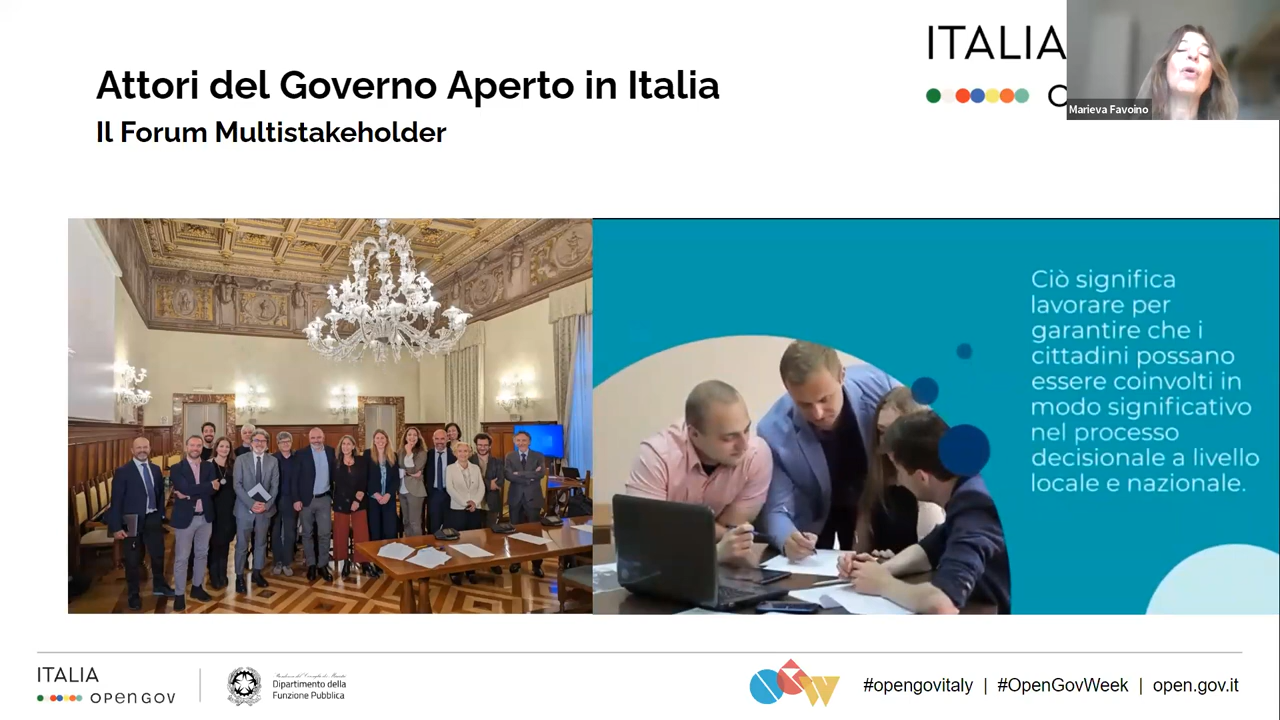 Attori del Governo Aperto in Italia
Il Forum Multistakeholder
ITALIA
Marieva Favoino
Ciò significa
lavorare per
garantire che i
cittadini possano
essere coinvolti in
modo significativo
nel processo
decisionale a livello
locale e nazionale.
ITALIA
open gov
Dipartimento della
Funzione Pubblica
OGW
#opengovitaly | #OpenGovWeek | open.gov.it